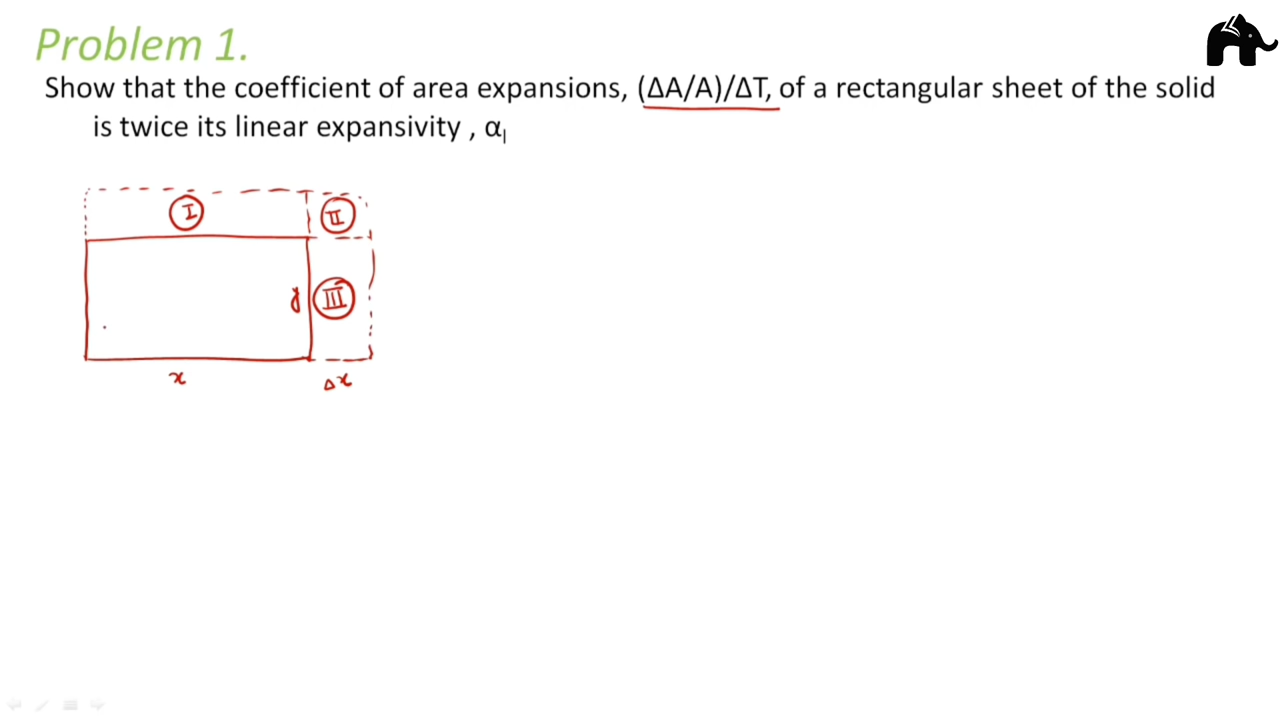 Problem 1.
Show that the coefficient of area expansions, (ΔA/A)/ΔT, of a rectangular sheet of the solid
is twice its linear expansivity , αl
I
II
y
III
x
Δx